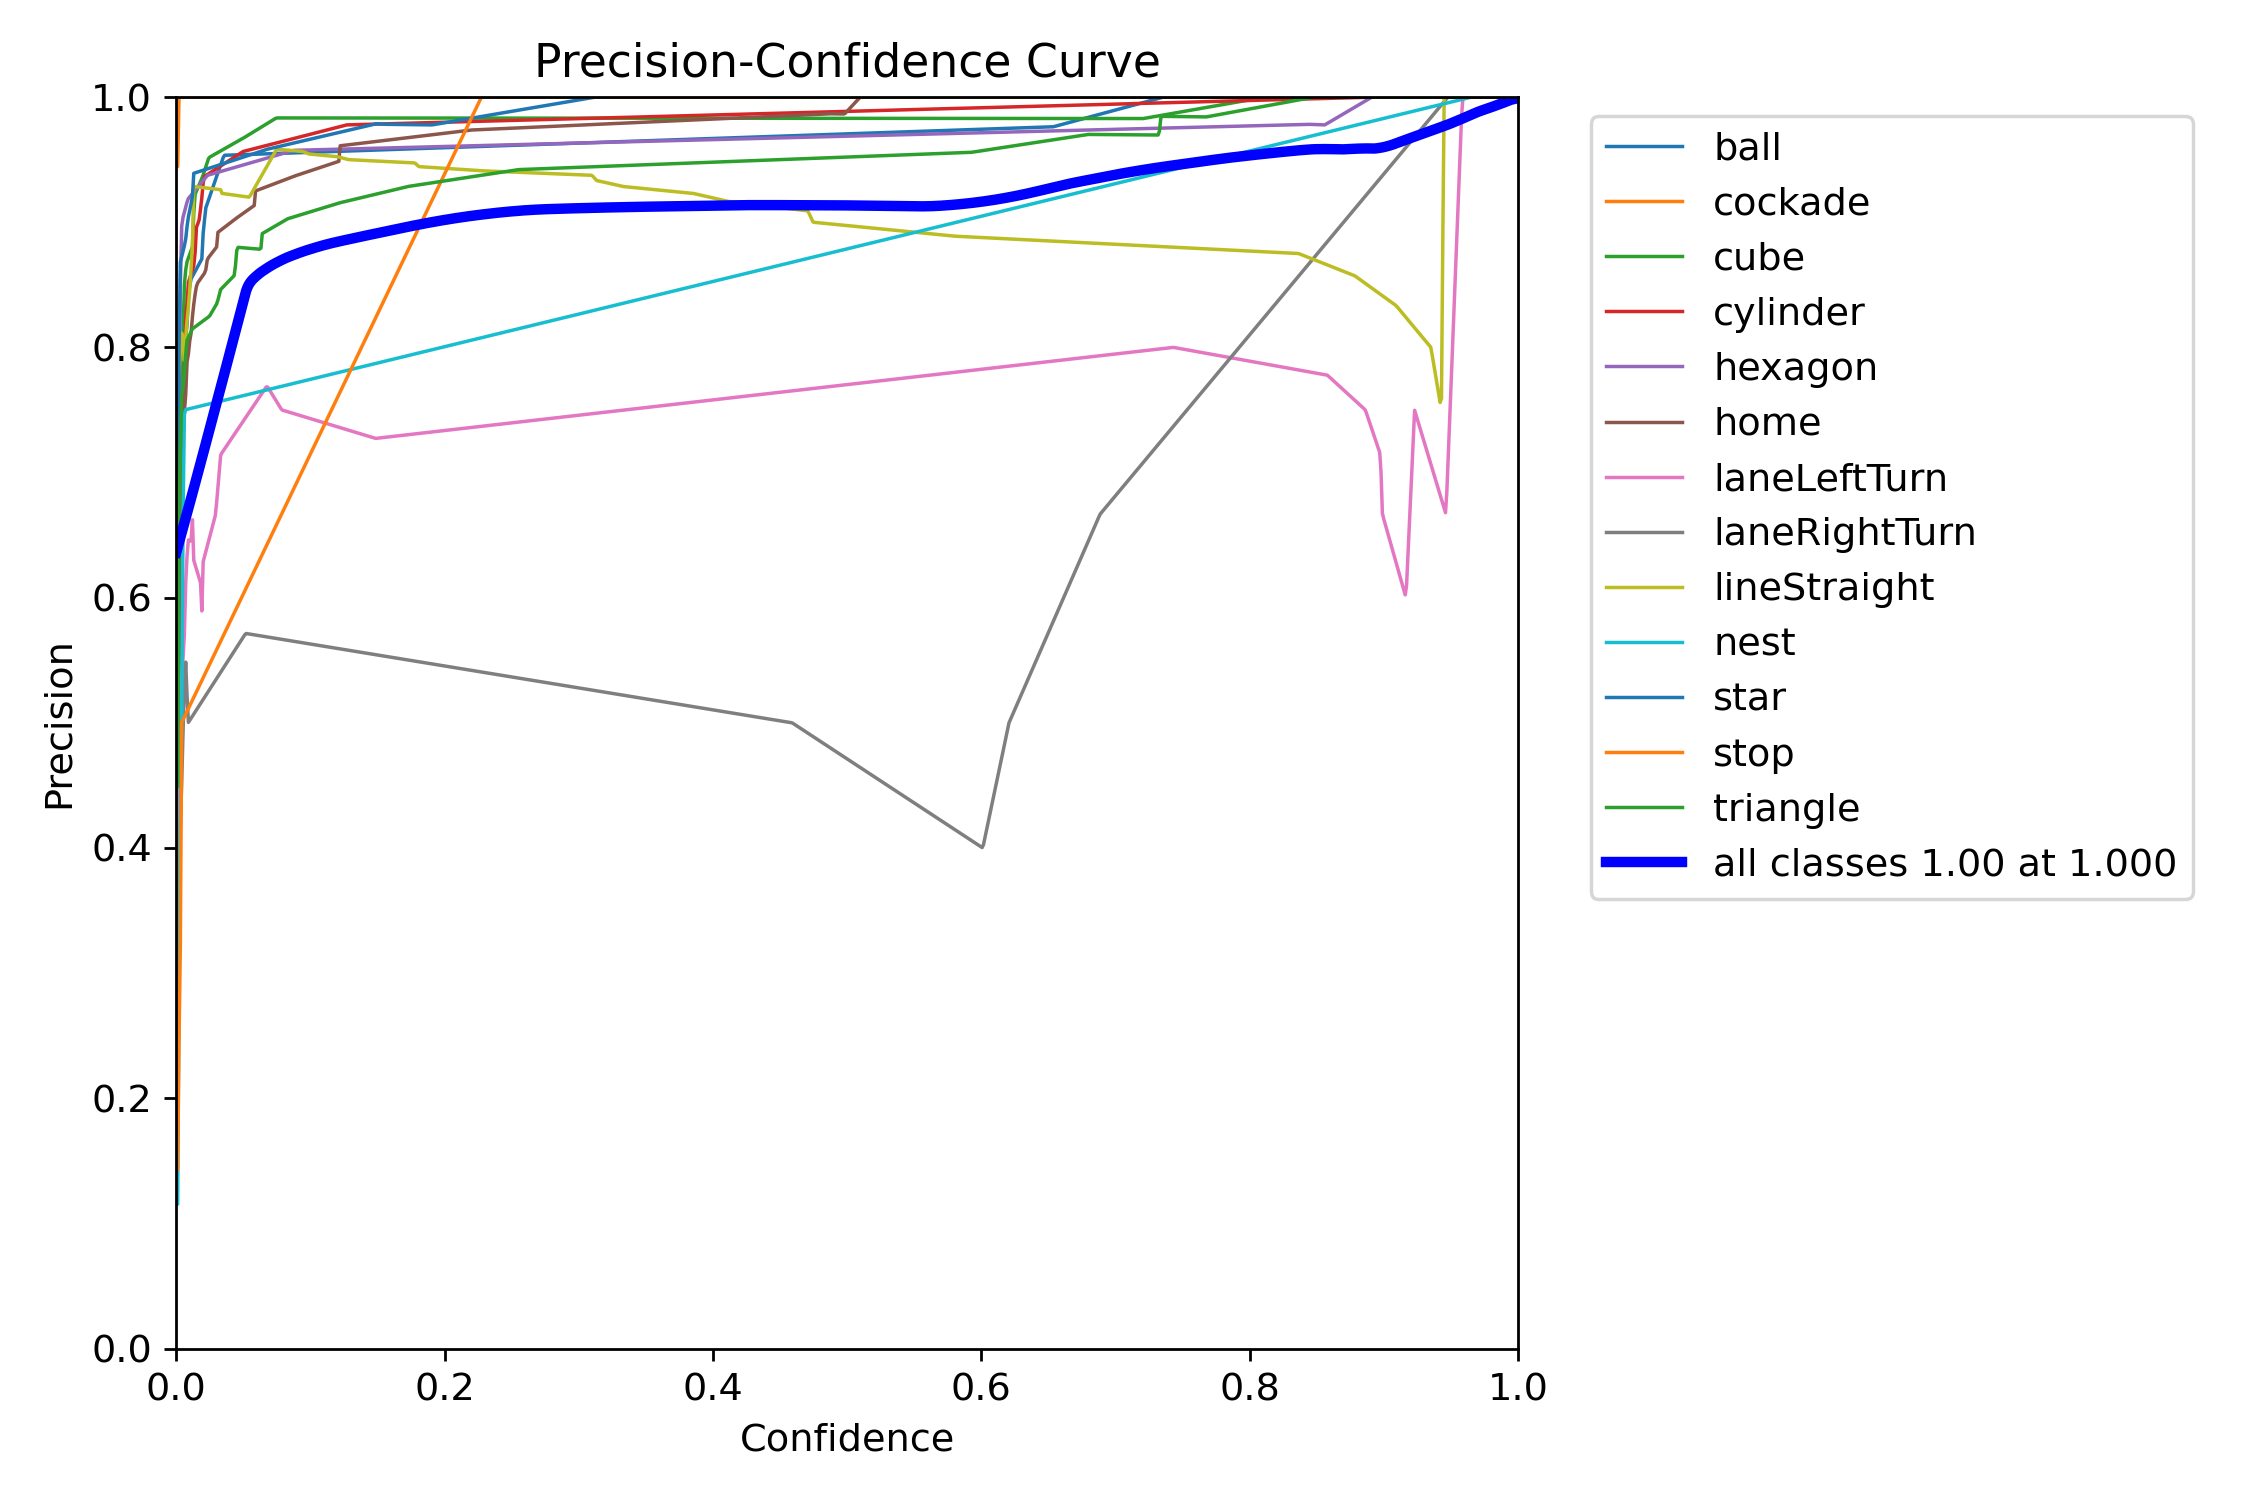 Precision-Confidence Curve
1.0
0.8
0.6
0.4
0.2
0.0
Precision
0.0 0.2 0.4 0.6 0.8 1.0
Confidence
ball
cockade
cube
cylinder
hexagon
home
laneLeftTurn
laneRightTurn
lineStraight
nest
star
stop
triangle
all classes 1.00 at 1.000